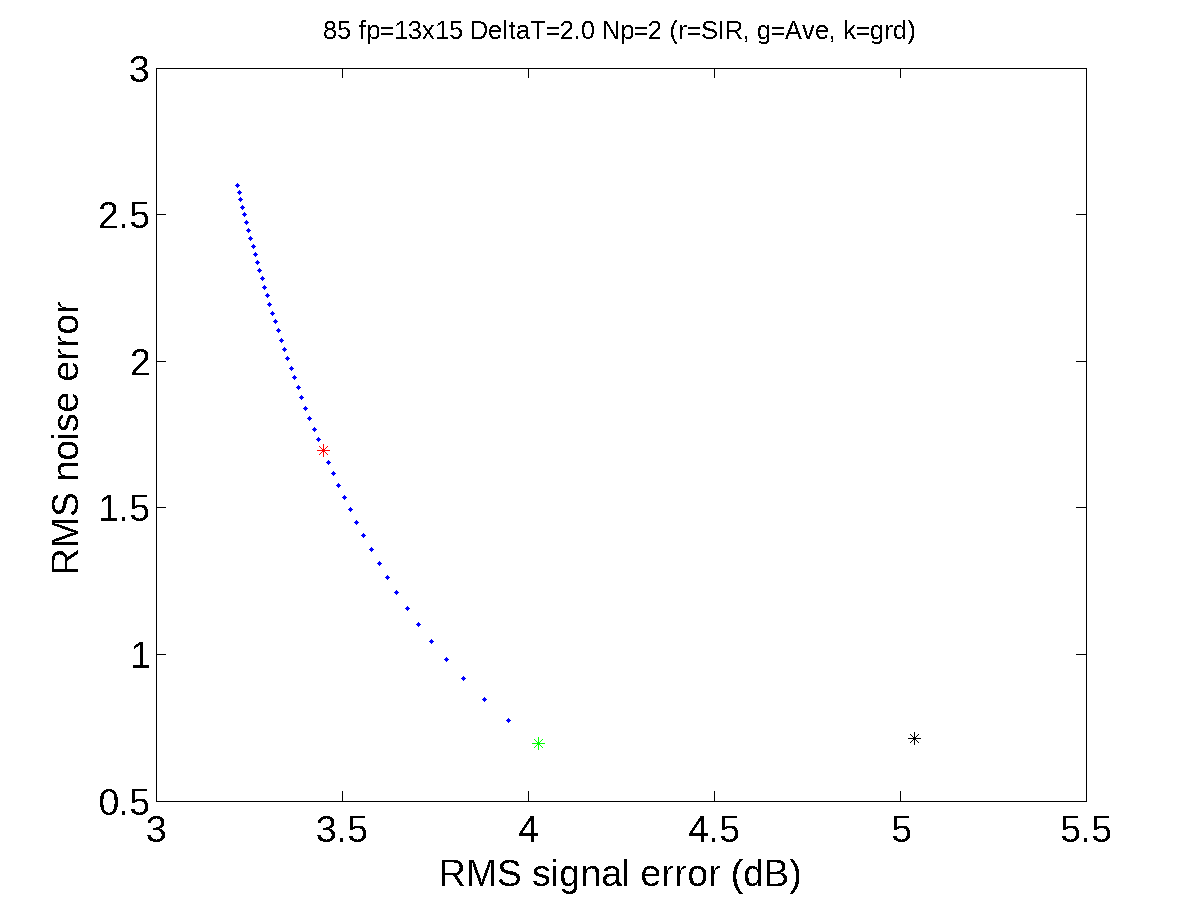 85 fp=13x15 DeltaT=2.0 Np=2 (r=SIR, g=Ave, k=grd)
3
2.5
2
1.5
1
0.5
RMS noise error
3 3.5 4 4.5 5 5.5
RMS signal error (dB)